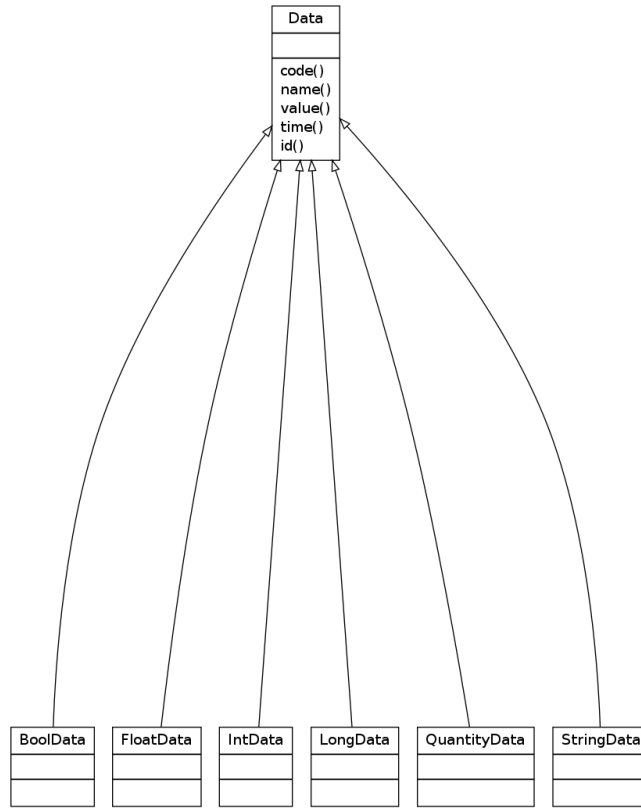 Data
code()
name()
value()
time()
id()
BoolData
FloatData
IntData
LongData
QuantityData
StringData